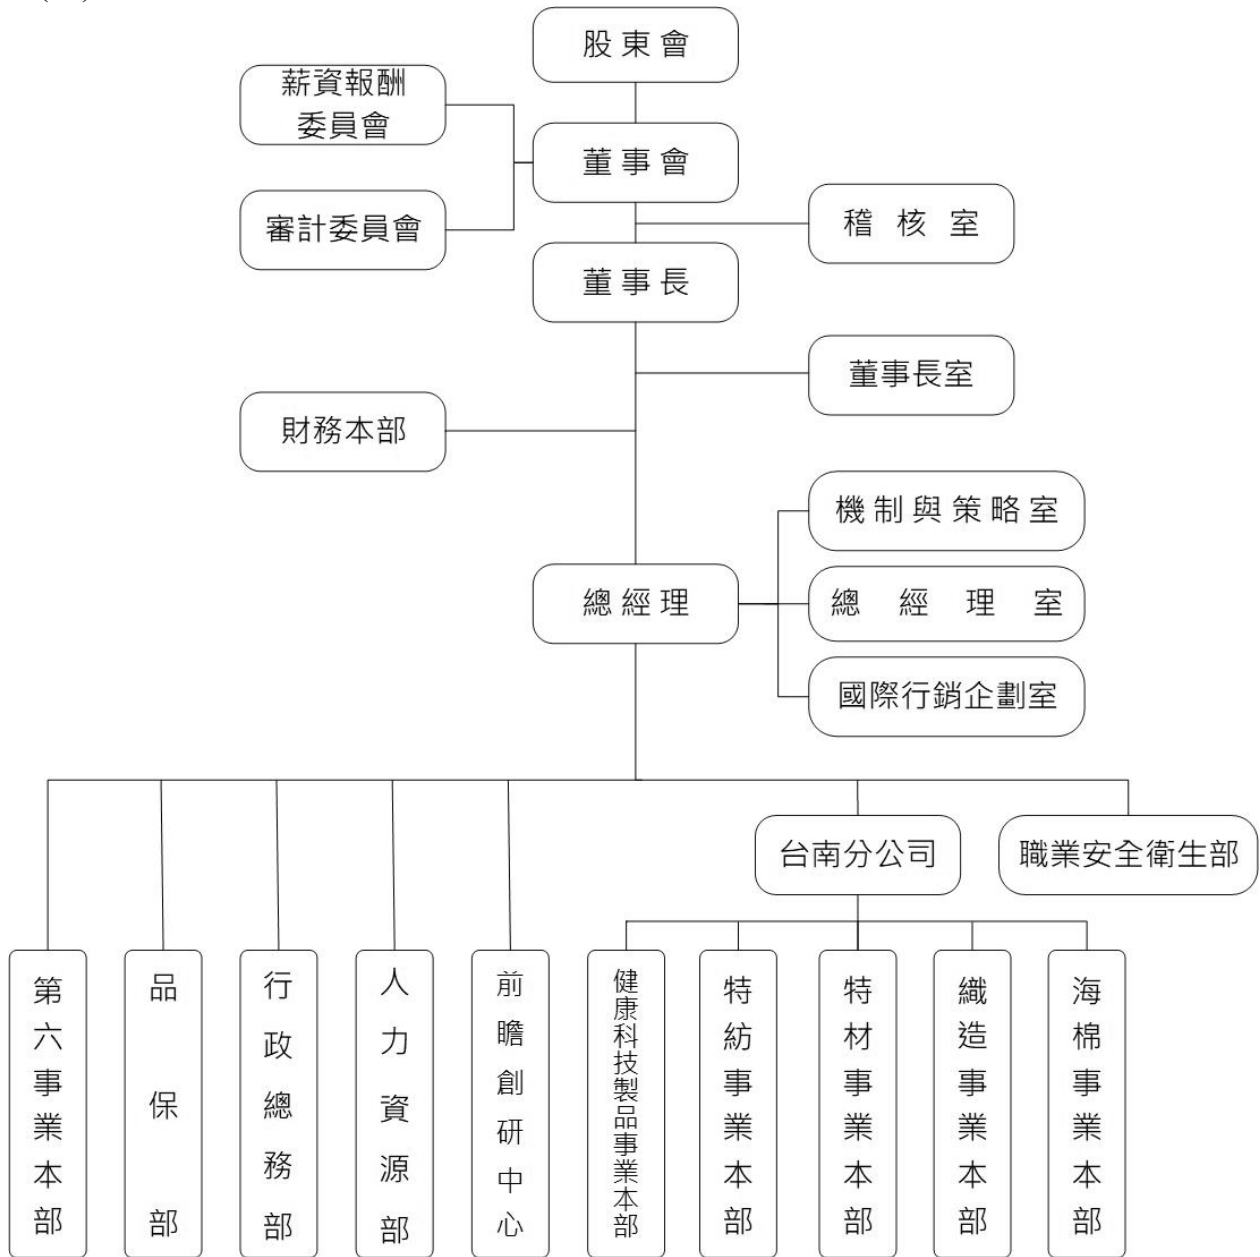 股東會
薪資報酬
委員會
董事會
審計委員會
稽核室
董事長
董事長室
財務本部
機制與策略室
總經理
總經理室
國際行銷企劃室
台南分公司
職業安全衛生部
第六事業本部
品保部
行政總務部
人力資源部
前瞻創研中心
健康科技製品事業本部
特紡事業本部
特材事業本部
織造事業本部
海棉事業本部